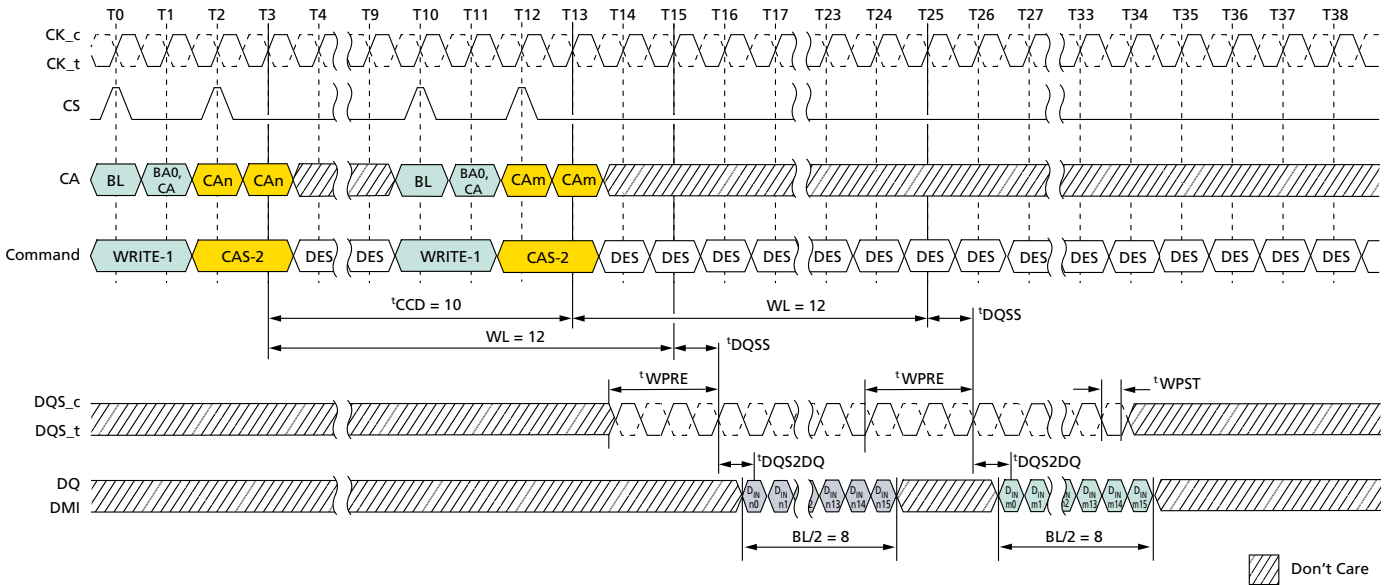 T0 T1 T2 T3 T4 T9 T10 T11 T12 T13 T14 T15 T16 T17 T23 T24 T25 T26 T27 T33 T34 T35 T36 T37 T38
CK_c
CK_t
CS
CA BL BA0, CA CAn CAn BL BA0, CA CAm CAm
Command WRITE-1 CAS-2 DES DES WRITE-1 CAS-2 DES DES DES DES DES DES DES DES DES DES DES DES DES DES DES
tCCD = 10 WL = 12 tDQSS
WL = 12 tDQSS
tWPRE tWPRE tWPST
DQS_c
DQS_t
tDQS2DQ tDQS2DQ
DQ
DMI
DIN n0 DIN n1 DIN n13 DIN n14 DIN n15 DIN m0 DIN m1 DIN m13 DIN m14 DIN m15
BL/2 = 8 BL/2 = 8
Don't Care